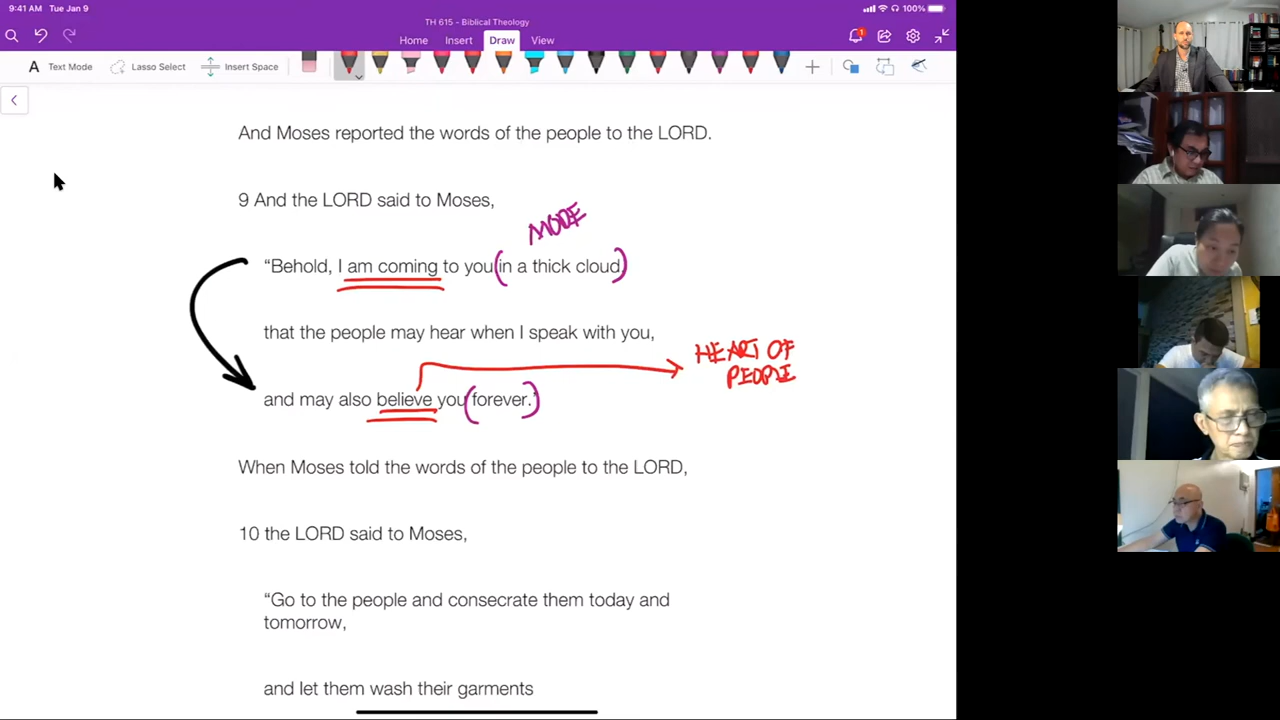 9:41 AM Tue Jan 9
100%
TH 615 - Biblical Theology
Home Insert Draw View
1
A Text Mode Lasso Select Insert Space
And Moses reported the words of the people to the LORD.
9 And the LORD said to Moses,
MODE
“Behold, I am coming to you (in a thick cloud,)
that the people may hear when I speak with you,
HEART OF
PEOPLE
and may also believe you (forever.”)
When Moses told the words of the people to the LORD,
10 the LORD said to Moses,
“Go to the people and consecrate them today and
tomorrow,
and let them wash their garments